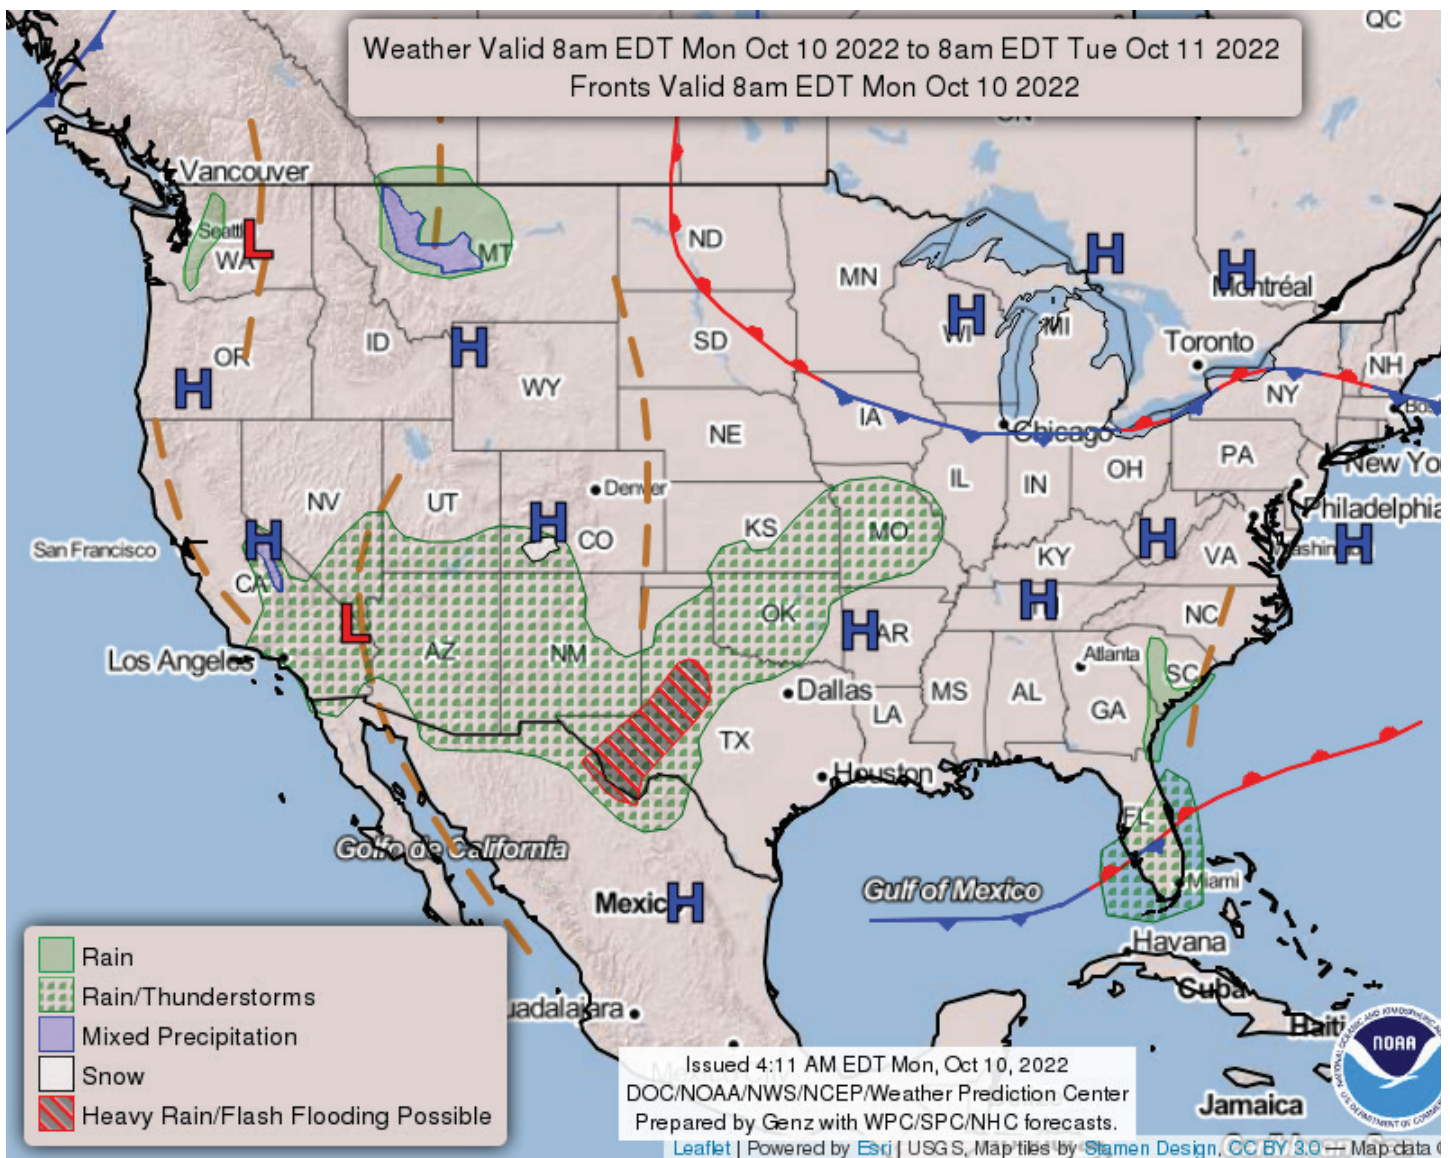 QC
Weather Valid 8am EDT Mon Oct 10 2022 to 8am EDT Tue Oct 11 2022
Fronts Valid 8am EDT Mon Oct 10 2022
Vancouver
Seattl
L
WA
MT
ND
MN
H
H
Montréal
H
WI
MI
OR
ID
H
SD
Toronto
NH
H
WY
NY
Bos
IA
NE
Chicago
PA
New Yo
NV
UT
Denver
IL
IN
OH
Philadelphia
San Francisco
H
H
CO
KS
MO
KY
H
VA
Washin
H
CA
L
AZ
NM
OK
H
AR
H
NC
Los Angeles
Dallas
MS
AL
Atlanta
GA
SC
LA
TX
Houston
FL
Golfo de California
Gulf of Mexico
Miami
Mexic
H
Havana
Cuba
Haiti
Jamaica
uadalajara
Rain
Rain/Thunderstorms
Mixed Precipitation
Snow
Heavy Rain/Flash Flooding Possible
Issued 4:11 AM EDT Mon, Oct 10, 2022
DOC/NOAA/NWS/NCEP/Weather Prediction Center
Prepared by Genz with WPC/SPC/NHC forecasts.
NOAA
Leaflet | Powered by Esri | USGS, Map tiles by Stamen Design, CC BY 3.0 — Map data